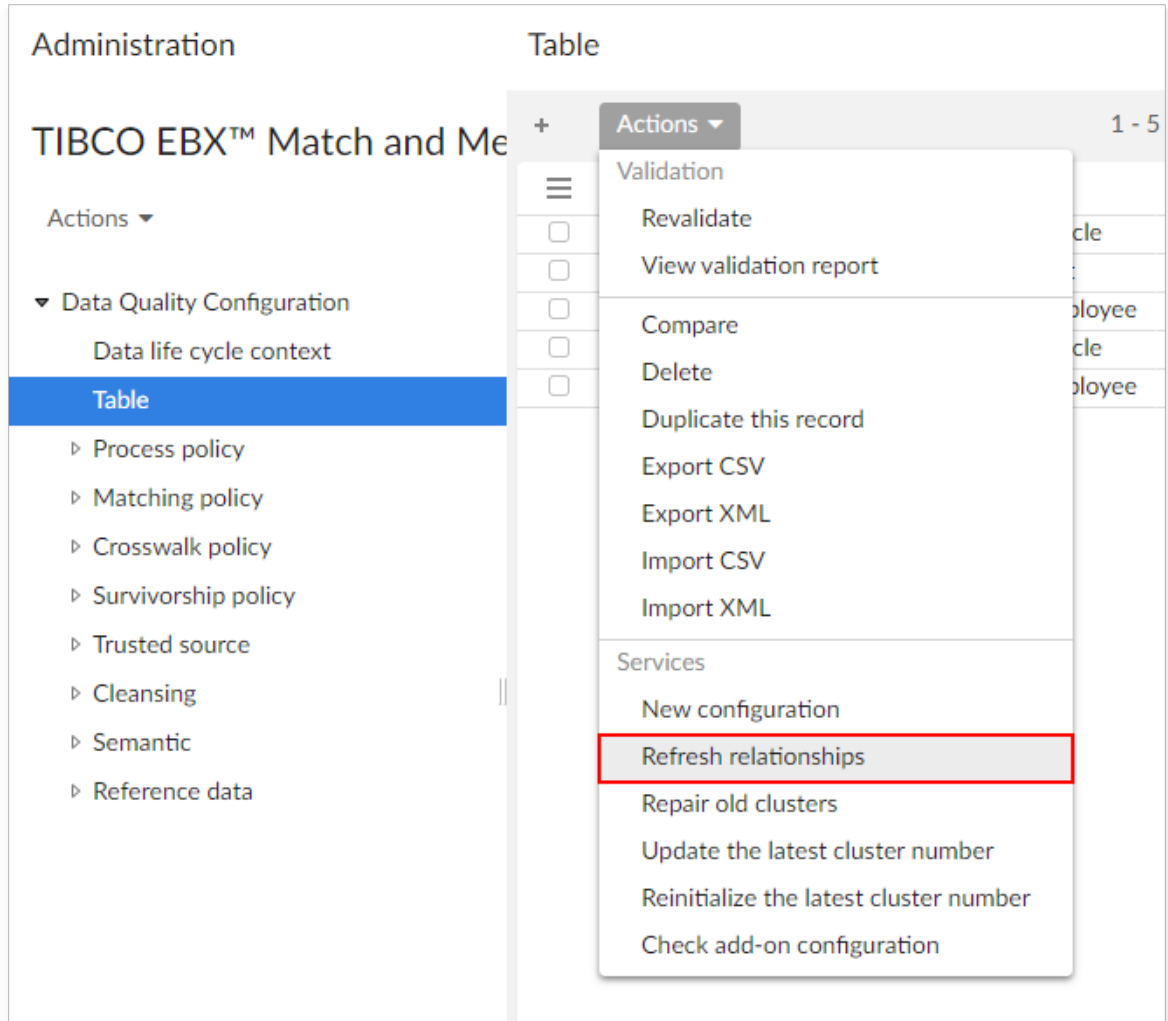 Administration
TIBCO EBX™ Match and Me
Actions
Data Quality Configuration
Data life cycle context
Table
Process policy
Matching policy
Crosswalk policy
Survivorship policy
Trusted source
Cleansing
Semantic
Reference data
Table
+ Actions 1 - 5
Validation
Revalidate
View validation report
Compare
Delete
Duplicate this record
Export CSV
Export XML
Import CSV
Import XML
Services
New configuration
Refresh relationships
Repair old clusters
Update the latest cluster number
Reinitialize the latest cluster number
Check add-on configuration
cle
ployee
cle
ployee